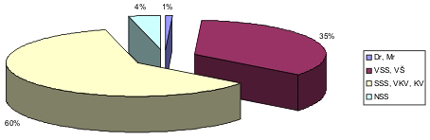 4%
1%
35%
Dr, Mr
VSS, VŠ
SSS, VKV, KV
NSS
60%